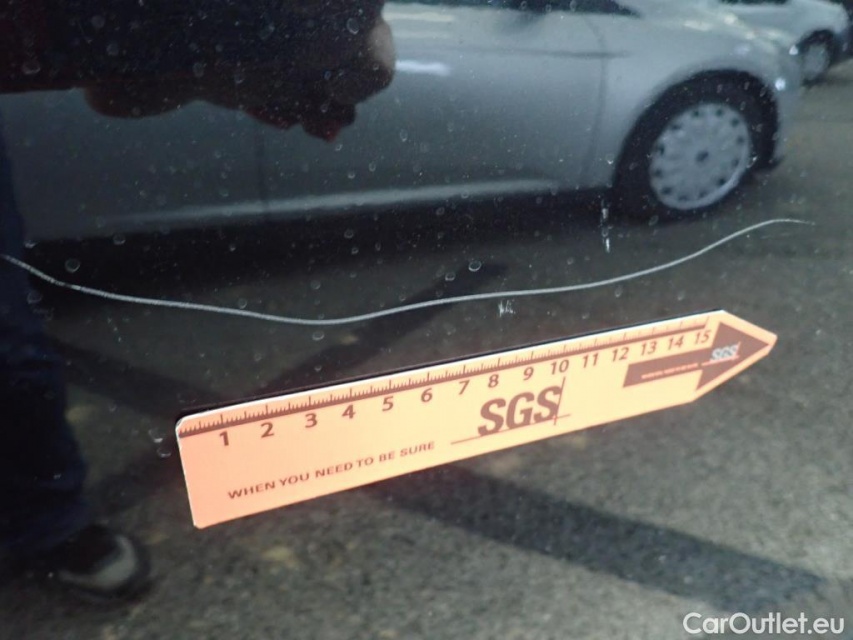 1 2 3 4 5 6 7 8 9 10 11 12 13 14 15
SGS
SGS
WHEN YOU NEED TO BE SURE
CarOutlet.eu